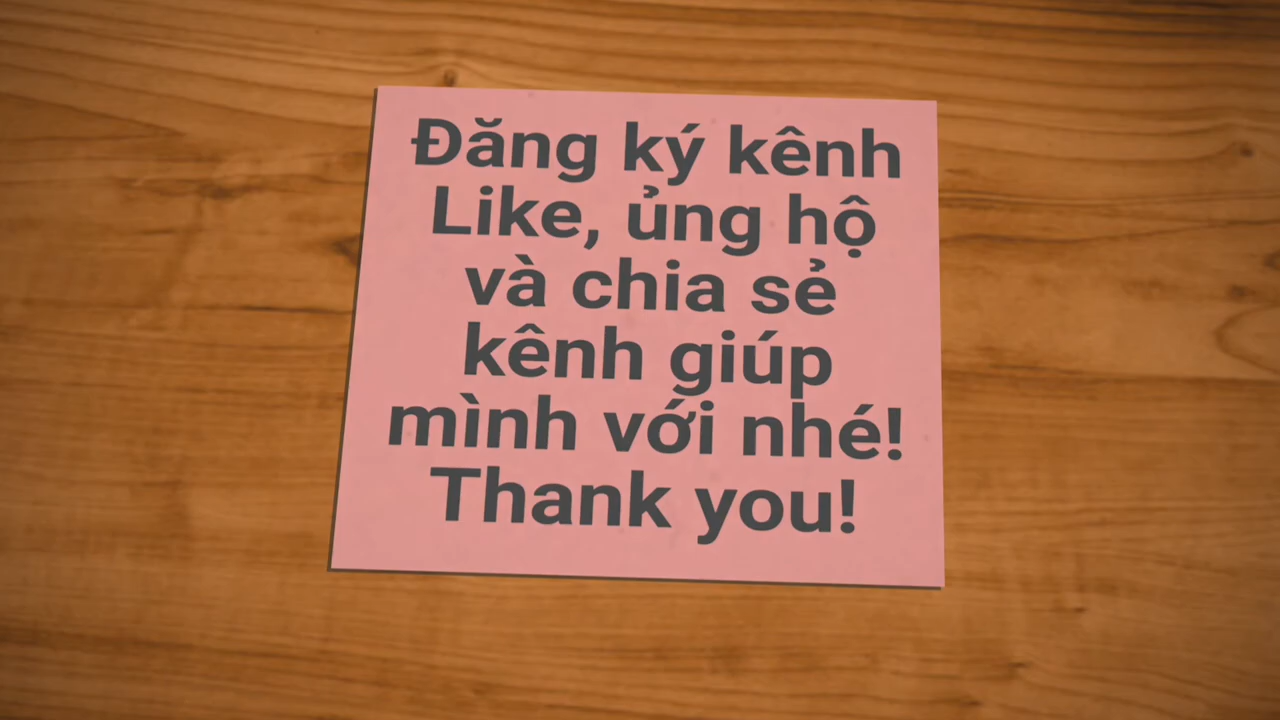 Đăng ký kênh
Like, ủng hộ
và chia sẻ
kênh giúp
mình với nhé!
Thank you!